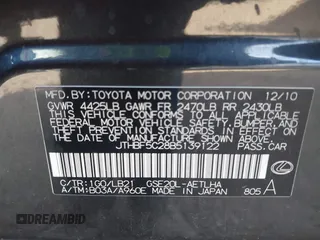 MFD. BY: TOYOTA MOTOR CORPORATION 12/10
GVWR 4425LB GAWR FR 2470LB RR 2430LB
THIS VEHICLE CONFORMS TO ALL APPLICABLE
FEDERAL MOTOR VEHICLE SAFETY, BUMPER, AND
THEFT PREVENTION STANDARDS IN EFFECT ON
THE DATE OF MANUFACTURE SHOWN ABOVE.
JTHBF5C28B5139122 PASS.CAR
C/TR:1G0/LB21 GSE20L-AETLHA
A/TM:B03A/A960E MADE IN JAPAN 805 A
DREAMBID